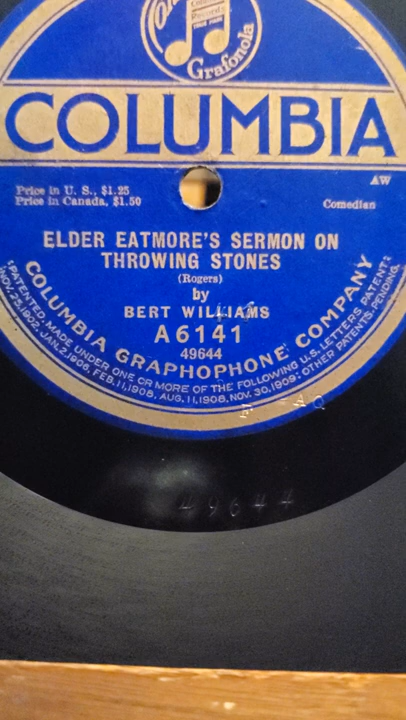 Grafonola
COLUMBIA
Price in U. S., $1.25
Price in Canada, $1.50
AW
Comedian
ELDER EATMORE'S SERMON ON
THROWING STONES
(Rogers)
by
BERT WILLIAMS
A6141
49644
COLUMBIA GRAPHOPHONE COMPANY
PATENTED. MADE UNDER ONE OR MORE OF THE FOLLOWING U.S. LETTERS PATENT:
NOV. 25, 1902, JAN. 2, 1906, FEB. 11, 1908, AUG. 11, 1908, NOV. 30, 1909: OTHER PATENTS PENDING.
49644